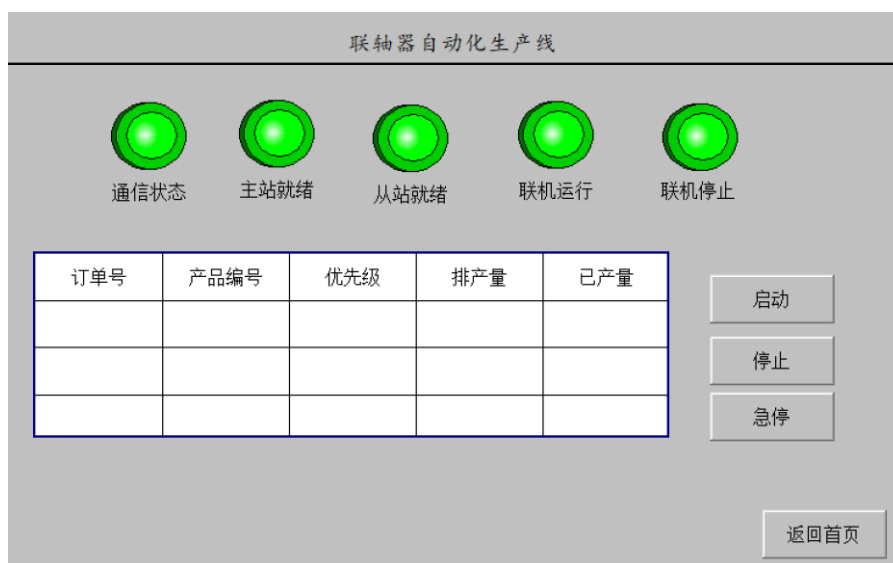 联轴器自动化生产线
通信状态 主站就绪 从站就绪 联机运行 联机停止
订单号 产品编号 优先级 排产量 已产量
启动
停止
急停
返回首页